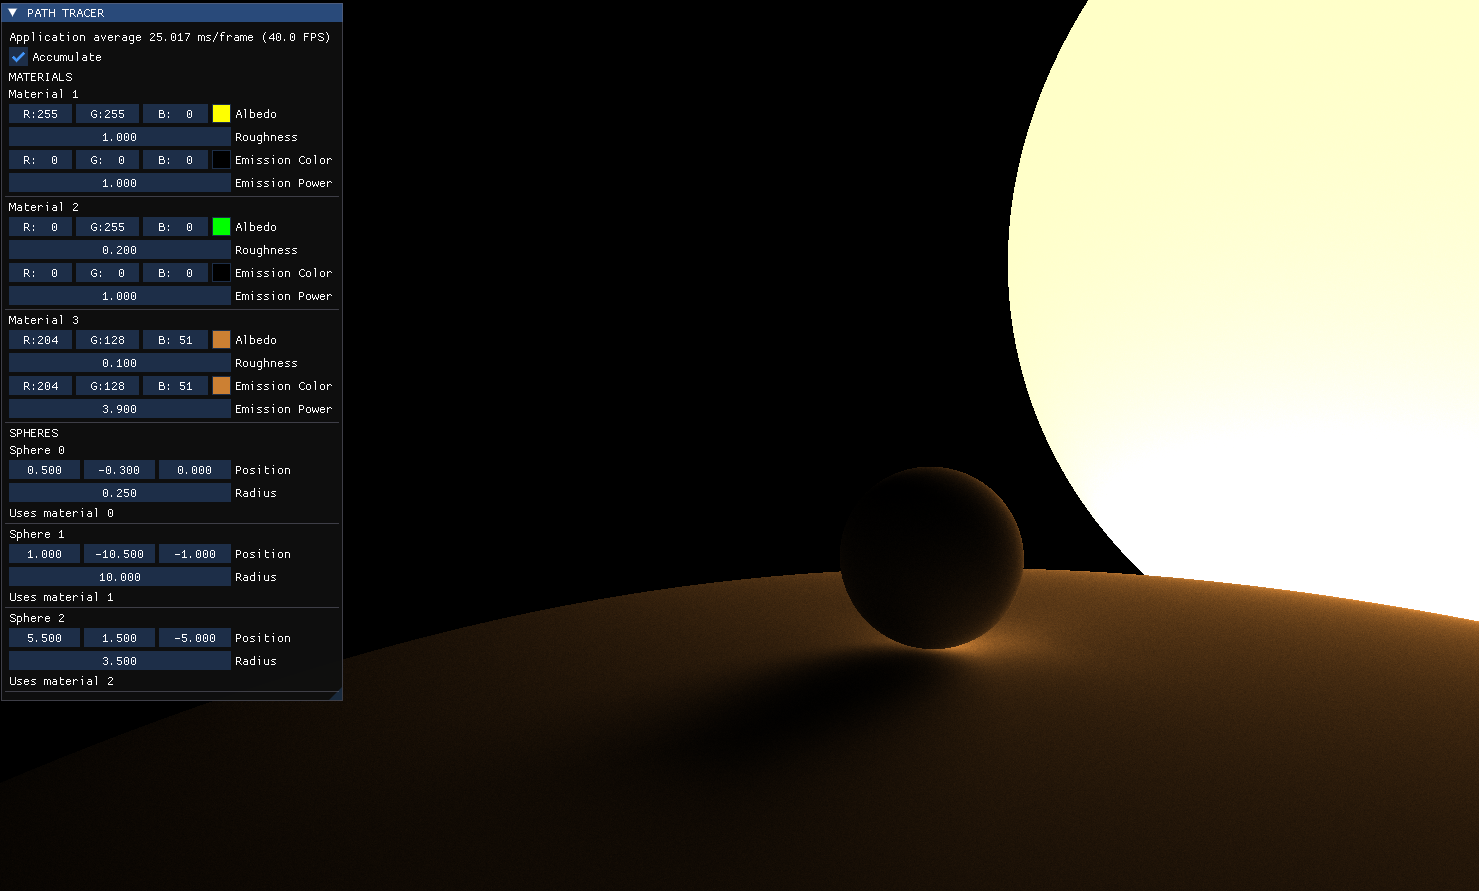 PATH TRACER
Application average 25.017 ms/frame (40.0 FPS)
Accumulate
MATERIALS
Material 1
R:255 G:255 B: 0 Albedo
1.000 Roughness
R: 0 G: 0 B: 0 Emission Color
1.000 Emission Power
Material 2
R: 0 G:255 B: 0 Albedo
0.200 Roughness
R: 0 G: 0 B: 0 Emission Color
1.000 Emission Power
Material 3
R:204 G:128 B: 51 Albedo
0.100 Roughness
R:204 G:128 B: 51 Emission Color
3.900 Emission Power
SPHERES
Sphere 0
0.500 -0.300 0.000 Position
0.250 Radius
Uses material 0
Sphere 1
1.000 -10.500 -1.000 Position
10.000 Radius
Uses material 1
Sphere 2
5.500 1.500 -5.000 Position
3.500 Radius
Uses material 2